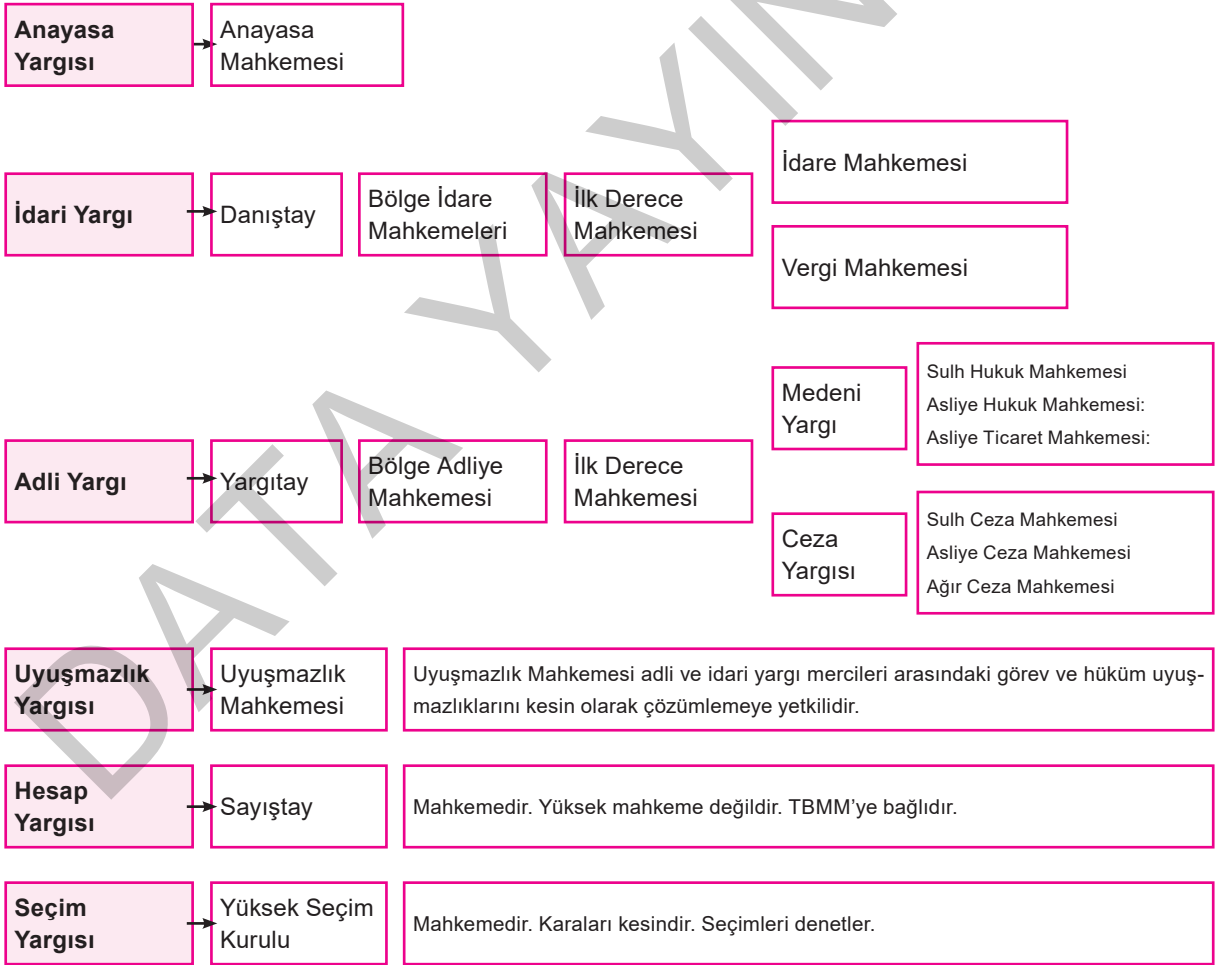 Anayasa
Yargısı
Anayasa
Mahkemesi
İdari Yargı
Danıştay
Bölge İdare
Mahkemeleri
İlk Derece
Mahkemesi
İdare Mahkemesi
Vergi Mahkemesi
Adli Yargı
Yargıtay
Bölge Adliye
Mahkemesi
İlk Derece
Mahkemesi
Medeni
Yargı
Sulh Hukuk Mahkemesi
Asliye Hukuk Mahkemesi:
Asliye Ticaret Mahkemesi:
Ceza
Yargısı
Sulh Ceza Mahkemesi
Asliye Ceza Mahkemesi
Ağır Ceza Mahkemesi
Uyuşmazlık
Yargısı
Uyuşmazlık
Mahkemesi
Uyuşmazlık Mahkemesi adli ve idari yargı mercileri arasındaki görev ve hüküm uyuş-
mazlıklarını kesin olarak çözümlemeye yetkilidir.
Hesap
Yargısı
Sayıştay
Mahkemedir. Yüksek mahkeme değildir. TBMM’ye bağlıdır.
Seçim
Yargısı
Yüksek Seçim
Kurulu
Mahkemedir. Karaları kesindir. Seçimleri denetler.
DATA YAYIN